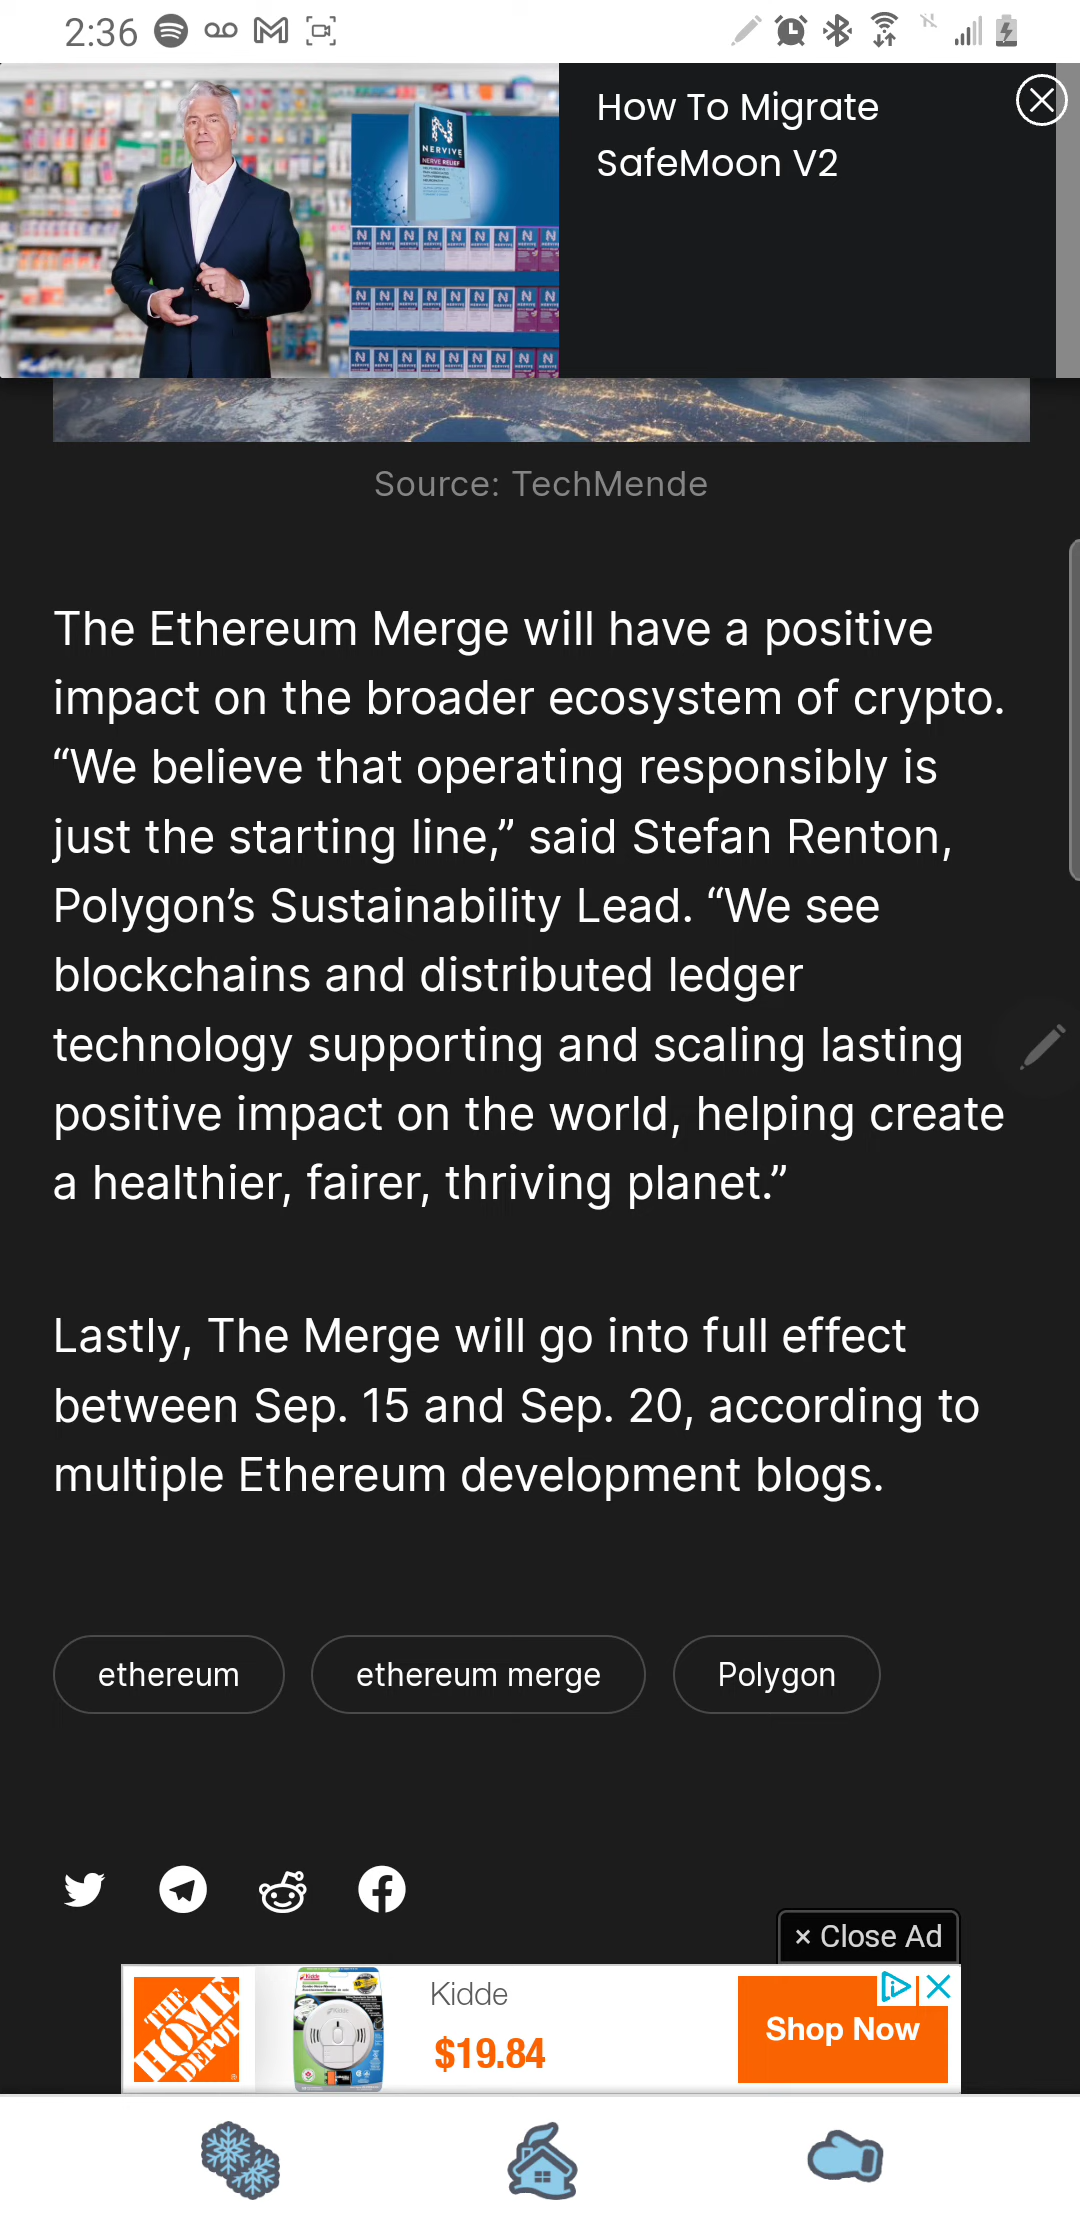 2:36
How To Migrate
SafeMoon V2
NERVIVE
NERVE RELIEF
Source: TechMende
The Ethereum Merge will have a positive
impact on the broader ecosystem of crypto.
“We believe that operating responsibly is
just the starting line,” said Stefan Renton,
Polygon’s Sustainability Lead. “We see
blockchains and distributed ledger
technology supporting and scaling lasting
positive impact on the world, helping create
a healthier, fairer, thriving planet.”
Lastly, The Merge will go into full effect
between Sep. 15 and Sep. 20, according to
multiple Ethereum development blogs.
ethereum
ethereum merge
Polygon
× Close Ad
THE
HOME
DEPOT
Kidde
$19.84
Shop Now